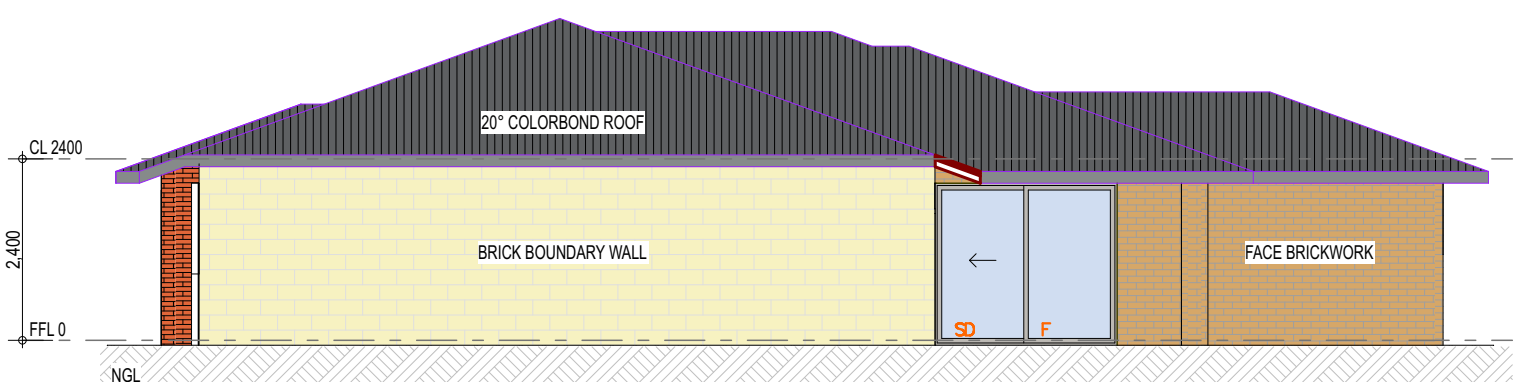 20° COLORBOND ROOF
CL 2400
2,400
BRICK BOUNDARY WALL
FACE BRICKWORK
SD
F
FFL 0
NGL